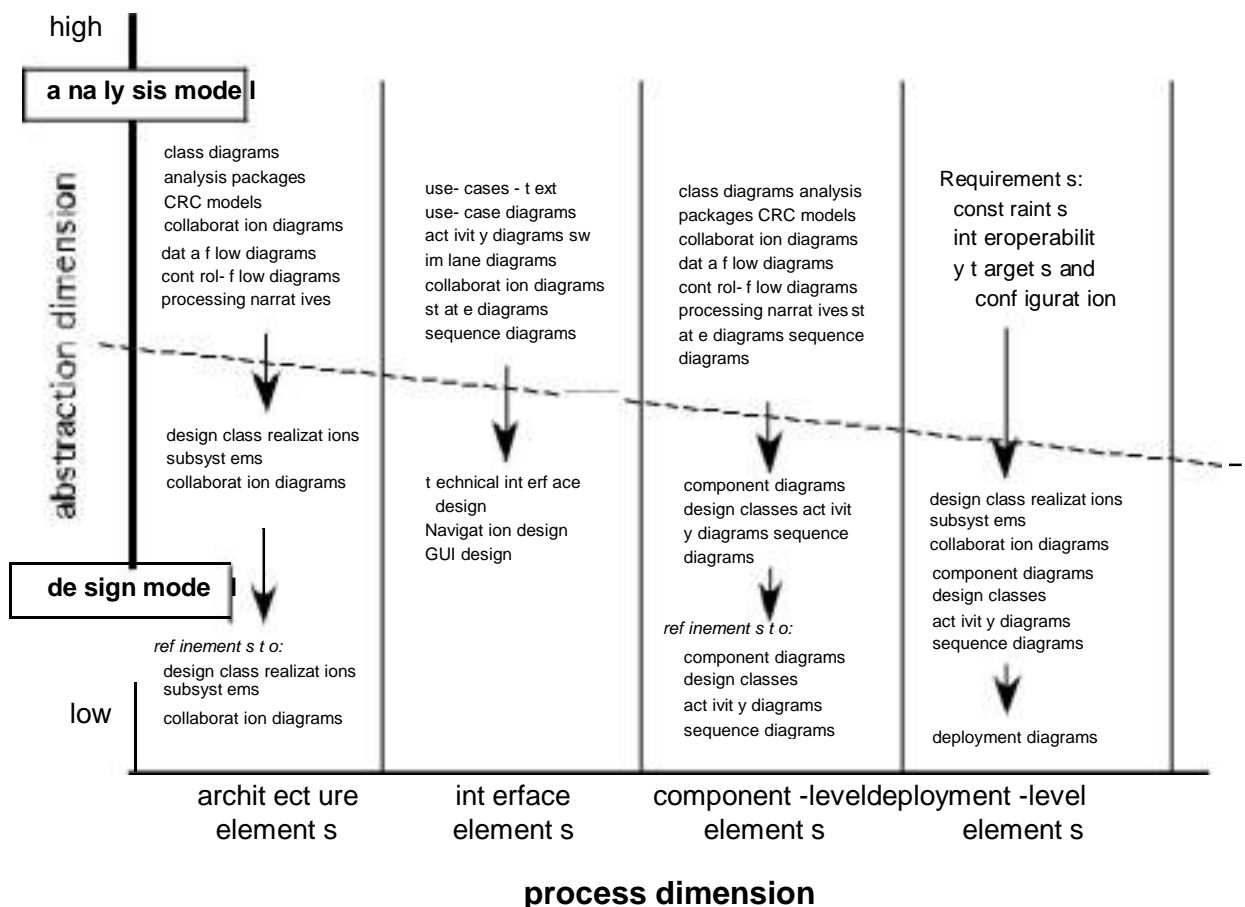 high
a na ly sis mode l
abstraction dimension
class diagrams
analysis packages
CRC models
collaborat ion diagrams
dat a f low diagrams
cont rol- f low diagrams
processing narrat ives
design class realizat ions
subsyst ems
collaborat ion diagrams
ref inement s t o:
design class realizat ions
subsyst ems
collaborat ion diagrams
use- cases - t ext
use- case diagrams
act ivit y diagrams sw
im lane diagrams
collaborat ion diagrams
st at e diagrams
sequence diagrams
t echnical int erf ace
design
Navigat ion design
GUI design
class diagrams analysis
packages CRC models
collaborat ion diagrams
dat a f low diagrams
cont rol- f low diagrams
processing narrat ives st
at e diagrams sequence
diagrams
component diagrams
design classes act ivit
y diagrams sequence
diagrams
ref inement s t o:
component diagrams
design classes
act ivit y diagrams
sequence diagrams
Requirement s:
const raint s
int eroperabilit
y t arget s and
conf igurat ion
design class realizat ions
subsyst ems
collaborat ion diagrams
component diagrams
design classes
act ivit y diagrams
sequence diagrams
deployment diagrams
de sign mode l
low
archit ect ure
element s
int erface
element s
component -leveldeployment -level
element s
element s
process dimension